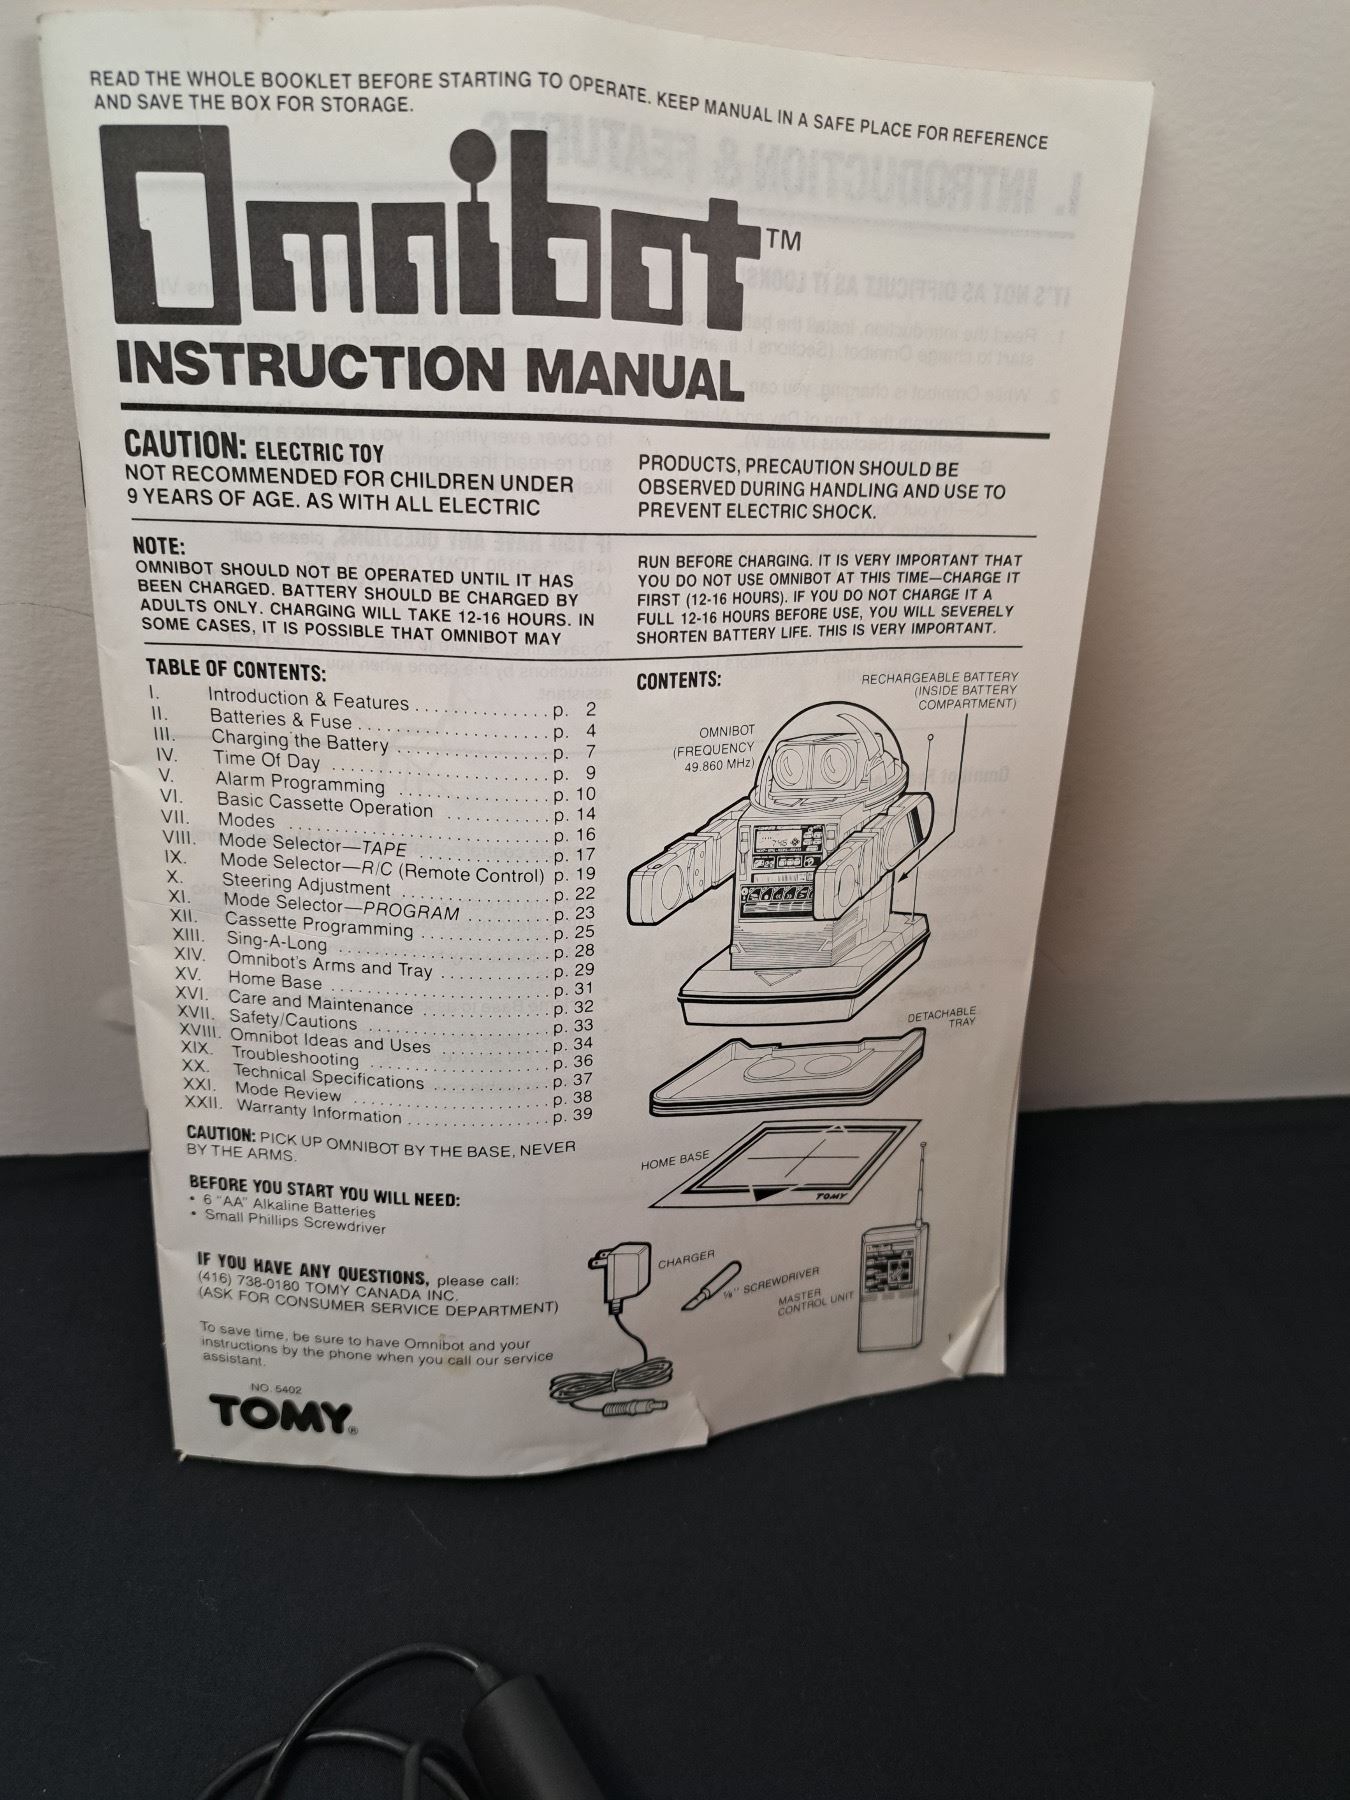 READ THE WHOLE BOOKLET BEFORE STARTING TO OPERATE. KEEP MANUAL IN A SAFE PLACE FOR REFERENCE
AND SAVE THE BOX FOR STORAGE.
Omnibot™
INSTRUCTION MANUAL
CAUTION: ELECTRIC TOY
NOT RECOMMENDED FOR CHILDREN UNDER
9 YEARS OF AGE. AS WITH ALL ELECTRIC
PRODUCTS, PRECAUTION SHOULD BE
OBSERVED DURING HANDLING AND USE TO
PREVENT ELECTRIC SHOCK.
NOTE:
OMNIBOT SHOULD NOT BE OPERATED UNTIL IT HAS
BEEN CHARGED. BATTERY SHOULD BE CHARGED BY
ADULTS ONLY. CHARGING WILL TAKE 12-16 HOURS. IN
SOME CASES, IT IS POSSIBLE THAT OMNIBOT MAY
RUN BEFORE CHARGING. IT IS VERY IMPORTANT THAT
YOU DO NOT USE OMNIBOT AT THIS TIME—CHARGE IT
FIRST (12-16 HOURS). IF YOU DO NOT CHARGE IT A
FULL 12-16 HOURS BEFORE USE, YOU WILL SEVERELY
SHORTEN BATTERY LIFE. THIS IS VERY IMPORTANT.
TABLE OF CONTENTS:
I. Introduction & Features . . . . . . . . . . . . . p. 2
II. Batteries & Fuse . . . . . . . . . . . . . . . . . . p. 4
III. Charging the Battery . . . . . . . . . . . . . . . p. 7
IV. Time Of Day . . . . . . . . . . . . . . . . . . . . . p. 9
V. Alarm Programming . . . . . . . . . . . . . . p. 10
VI. Basic Cassette Operation . . . . . . . . . p. 14
VII. Modes . . . . . . . . . . . . . . . . . . . . . . . . p. 16
VIII. Mode Selector—TAPE . . . . . . . . . . . . p. 17
IX. Mode Selector—R/C (Remote Control) p. 19
X. Steering Adjustment . . . . . . . . . . . . . p. 22
XI. Mode Selector—PROGRAM . . . . . . . . p. 23
XII. Cassette Programming . . . . . . . . . . . p. 25
XIII. Sing-A-Long . . . . . . . . . . . . . . . . . . . p. 28
XIV. Omnibot's Arms and Tray . . . . . . . . . p. 29
XV. Home Base . . . . . . . . . . . . . . . . . . . . p. 31
XVI. Care and Maintenance . . . . . . . . . . . p. 32
XVII. Safety/Cautions . . . . . . . . . . . . . . . . p. 33
XVIII. Omnibot Ideas and Uses . . . . . . . . . . p. 34
XIX. Troubleshooting . . . . . . . . . . . . . . . . p. 36
XX. Technical Specifications . . . . . . . . . . p. 37
XXI. Mode Review . . . . . . . . . . . . . . . . . . p. 38
XXII. Warranty Information . . . . . . . . . . . . p. 39
CAUTION: PICK UP OMNIBOT BY THE BASE, NEVER
BY THE ARMS.
BEFORE YOU START YOU WILL NEED:
• 6 "AA" Alkaline Batteries
• Small Phillips Screwdriver
IF YOU HAVE ANY QUESTIONS, please call:
(416) 738-0180 TOMY CANADA INC.
(ASK FOR CONSUMER SERVICE DEPARTMENT)
To save time, be sure to have Omnibot and your
instructions by the phone when you call our service
assistant.
NO. 5402
TOMY®
CONTENTS:
RECHARGEABLE BATTERY
(INSIDE BATTERY
COMPARTMENT)
OMNIBOT
(FREQUENCY
49.860 MHz)
DETACHABLE
TRAY
HOME BASE
TOMY
CHARGER
1/8" SCREWDRIVER
MASTER
CONTROL UNIT
1